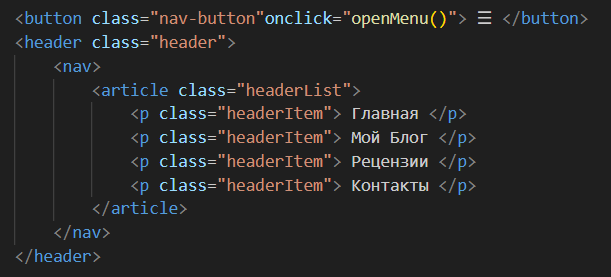 <button class="nav-button"onclick="openMenu()"> ☰ </button>
<header class="header">
    <nav>
        <article class="headerList">
            <p class="headerItem"> Главная </p>
            <p class="headerItem"> Мой Блог </p>
            <p class="headerItem"> Рецензии </p>
            <p class="headerItem"> Контакты </p>
        </article>
    </nav>
</header>